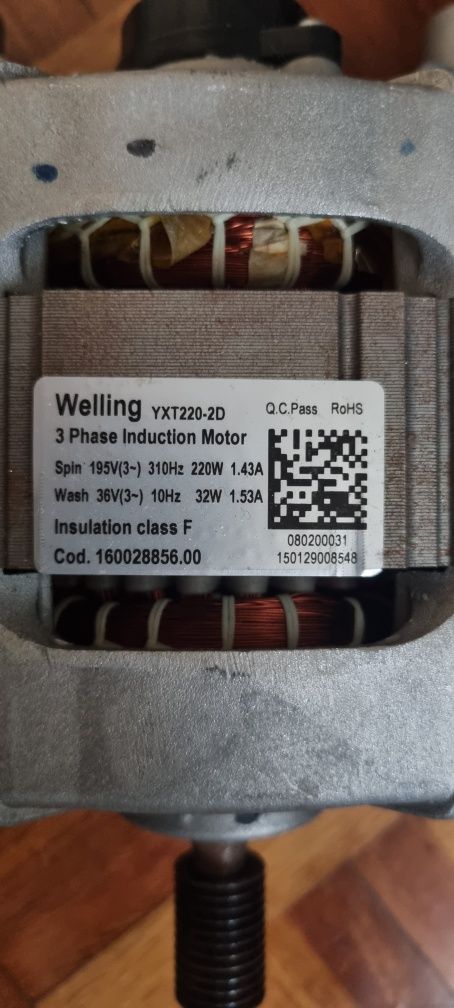 Welling YXT220-2D Q.C.Pass RoHS
3 Phase Induction Motor
Spin 195V(3~) 310Hz 220W 1.43A
Wash 36V(3~) 10Hz 32W 1.53A
Insulation class F
Cod. 160028856.00
080200031
150129008548